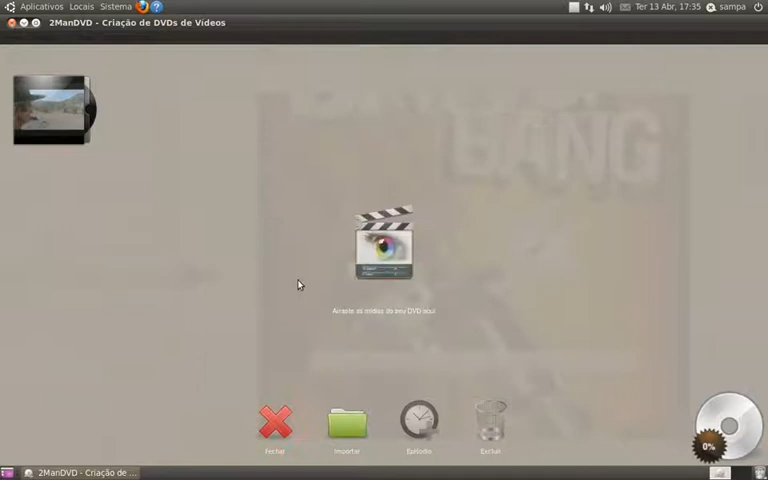 Aplicativos Locais Sistema Ter 13 Abr, 17:35 sampa
2ManDVD - Criação de DVDs de Vídeos
BANG
Arraste as mídias do seu DVD aqui
Fechar Importar Episódio Excluir
0%
2ManDVD - Criação de ...